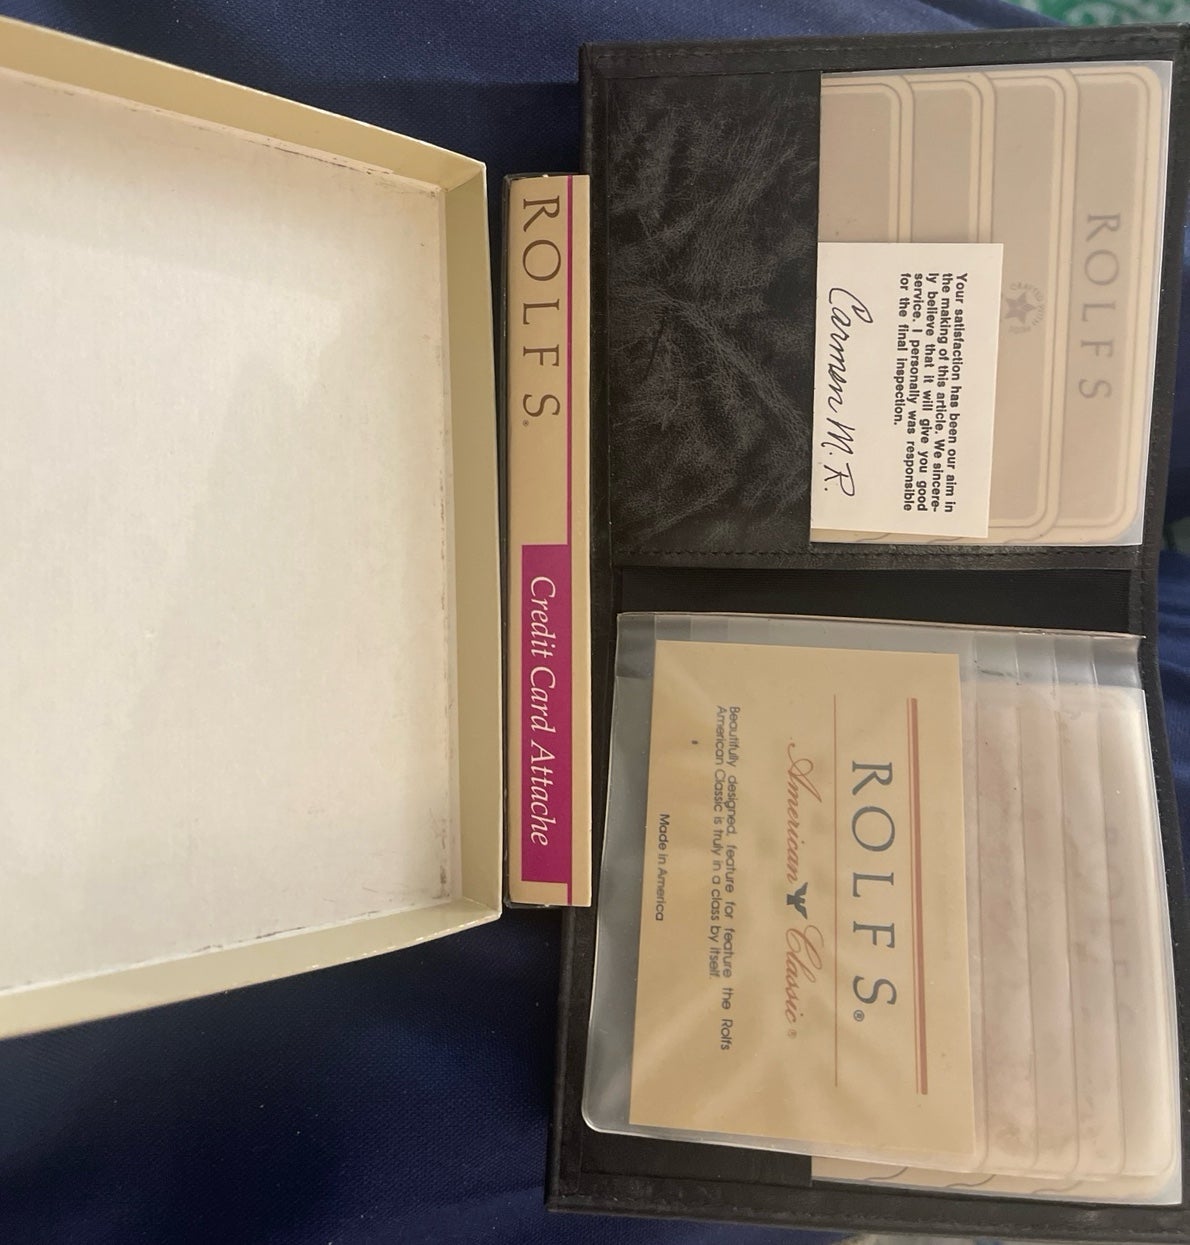 ROLFS®
Credit Card Attache
ROLFS
CRAFTED WITH
Your satisfaction has been our aim in
the making of this article. We sincere-
ly believe that it will give you good
service. I personally was responsible
for the final inspection.
Carmen M. R.
ROLFS®
American Classic®
Beautifully designed, feature for feature the Rolfs
American Classic is truly in a class by itself.
Made in America